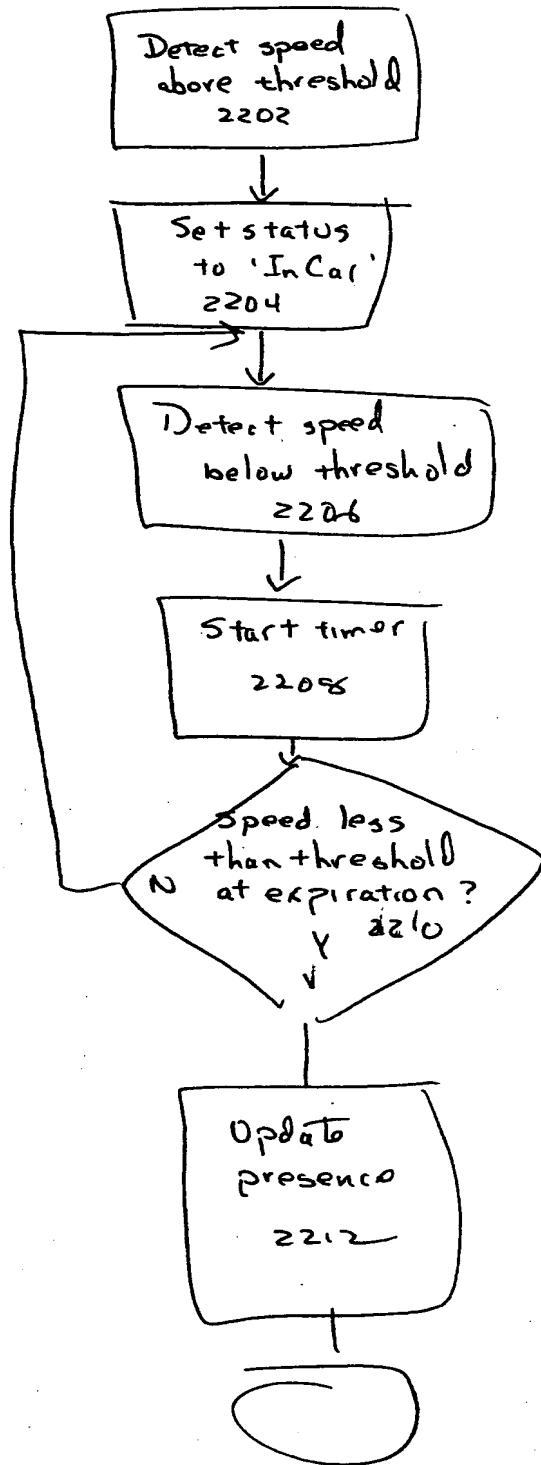 Detect speed
above threshold
2202
Set status
to 'InCar'
2204
Detect speed
below threshold
2206
Start timer
2208
Speed less
than threshold
N at expiration?
2210
Y
Update
presence
2212